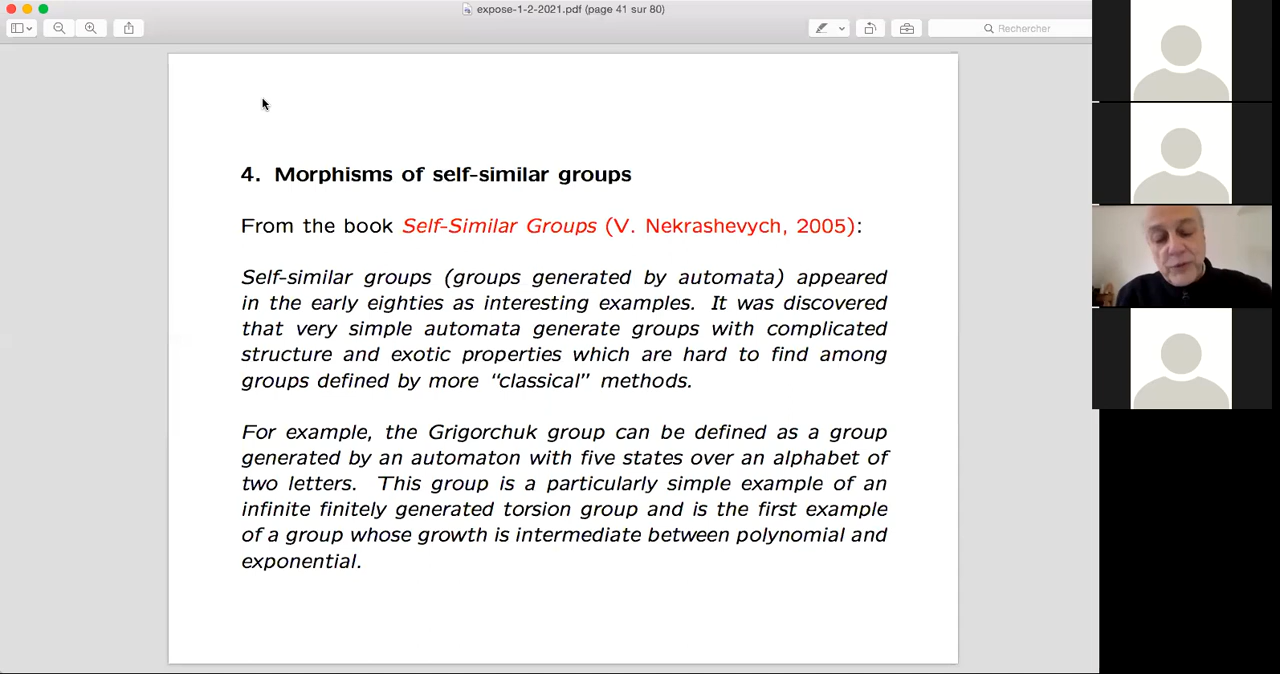 expose-1-2-2021.pdf (page 41 sur 80)
Rechercher
4. Morphisms of self-similar groups
From the book Self-Similar Groups (V. Nekrashevych, 2005):
Self-similar groups (groups generated by automata) appeared
in the early eighties as interesting examples. It was discovered
that very simple automata generate groups with complicated
structure and exotic properties which are hard to find among
groups defined by more “classical” methods.
For example, the Grigorchuk group can be defined as a group
generated by an automaton with five states over an alphabet of
two letters. This group is a particularly simple example of an
infinite finitely generated torsion group and is the first example
of a group whose growth is intermediate between polynomial and
exponential.